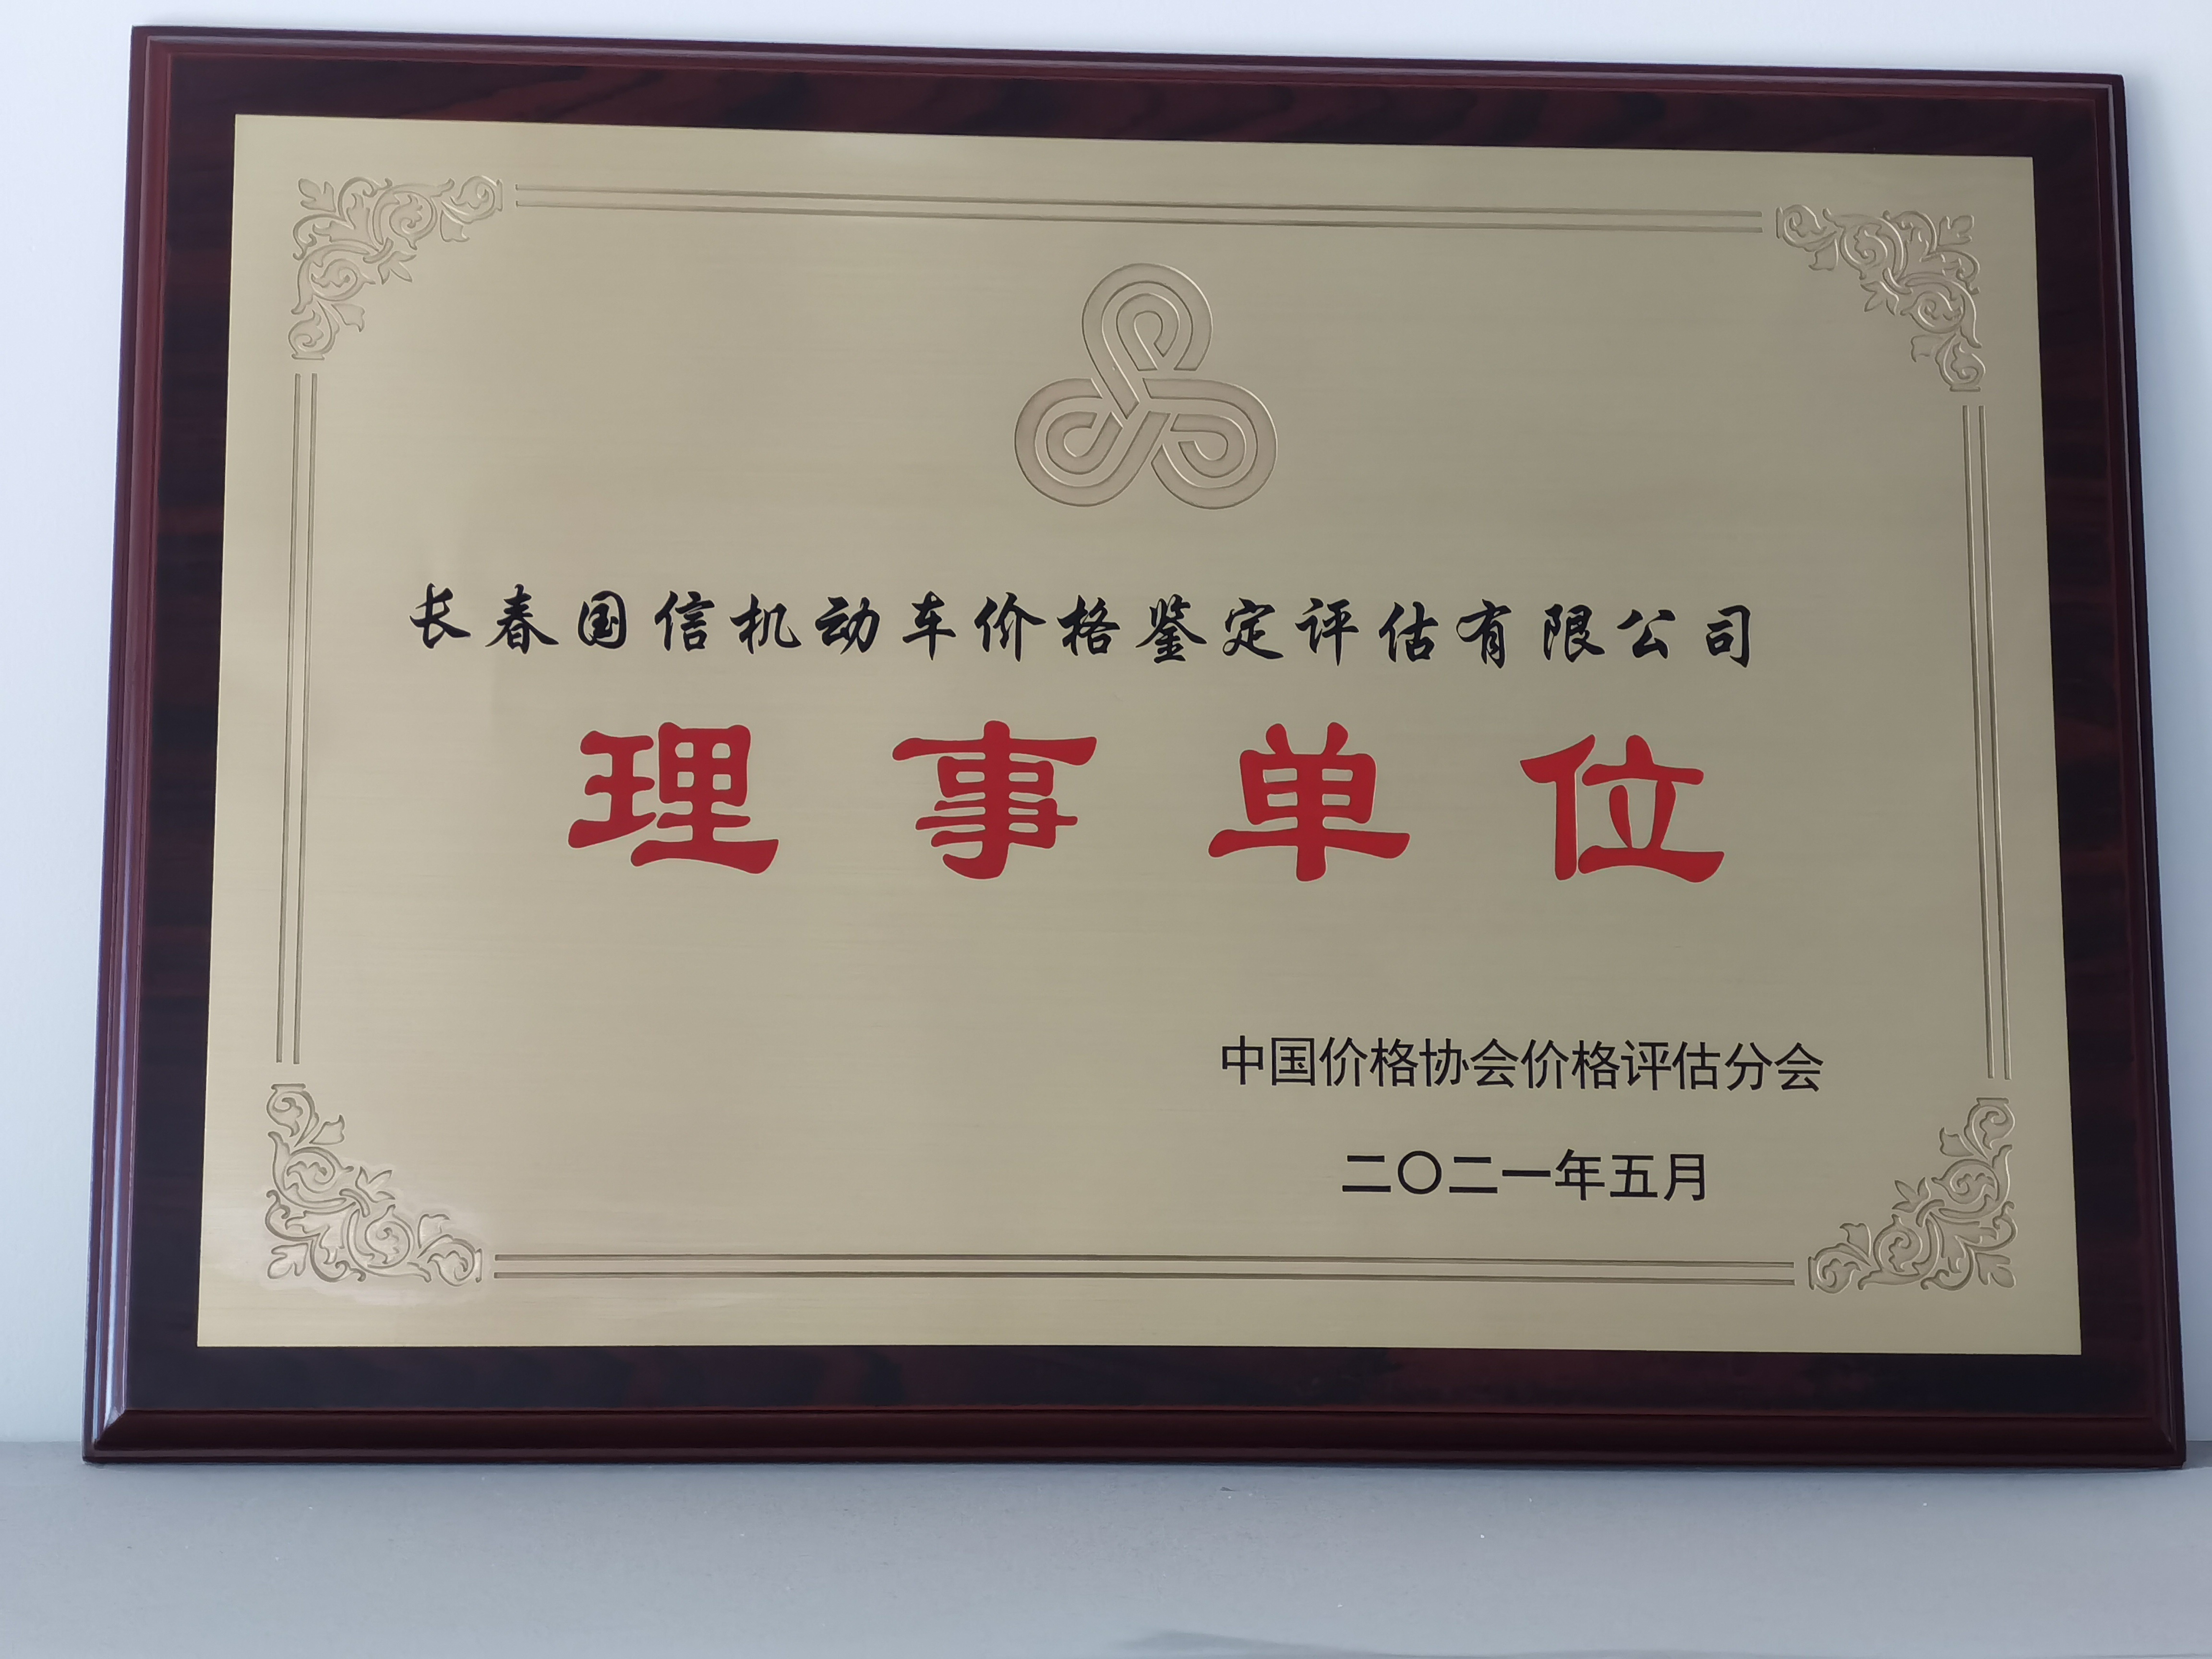 长春国信机动车价格鉴定评估有限公司
理事单位
中国价格协会价格评估分会
二〇二一年五月